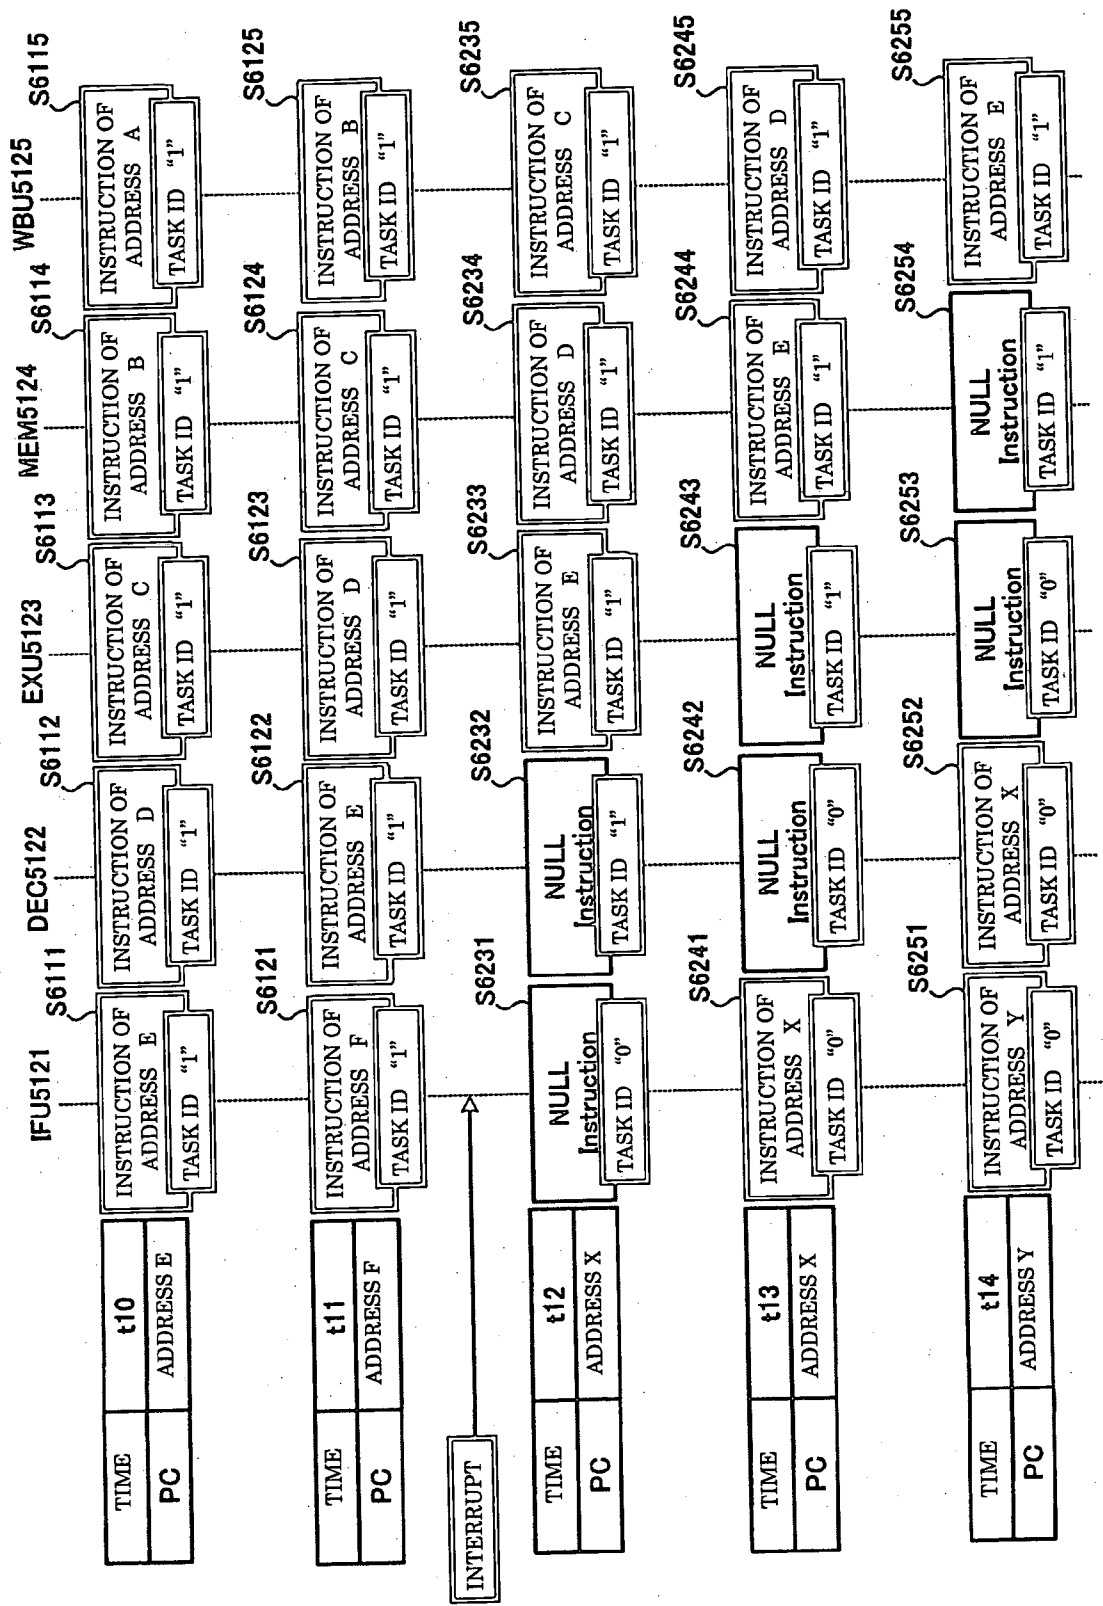 IFU5121
DEC5122
EXU5123
MEM5124
WBU5125
TIME
t10
PC
ADDRESS E
S6111
INSTRUCTION OF
ADDRESS E
TASK ID "1"
S6112
INSTRUCTION OF
ADDRESS D
TASK ID "1"
S6113
INSTRUCTION OF
ADDRESS C
TASK ID "1"
S6114
INSTRUCTION OF
ADDRESS B
TASK ID "1"
S6115
INSTRUCTION OF
ADDRESS A
TASK ID "1"
TIME
t11
PC
ADDRESS F
S6121
INSTRUCTION OF
ADDRESS F
TASK ID "1"
S6122
INSTRUCTION OF
ADDRESS E
TASK ID "1"
S6123
INSTRUCTION OF
ADDRESS D
TASK ID "1"
S6124
INSTRUCTION OF
ADDRESS C
TASK ID "1"
S6125
INSTRUCTION OF
ADDRESS B
TASK ID "1"
INTERRUPT
TIME
t12
PC
ADDRESS X
S6231
NULL
Instruction
TASK ID "0"
S6232
NULL
Instruction
TASK ID "1"
S6233
INSTRUCTION OF
ADDRESS E
TASK ID "1"
S6234
INSTRUCTION OF
ADDRESS D
TASK ID "1"
S6235
INSTRUCTION OF
ADDRESS C
TASK ID "1"
TIME
t13
PC
ADDRESS X
S6241
INSTRUCTION OF
ADDRESS X
TASK ID "0"
S6242
NULL
Instruction
TASK ID "0"
S6243
NULL
Instruction
TASK ID "1"
S6244
INSTRUCTION OF
ADDRESS E
TASK ID "1"
S6245
INSTRUCTION OF
ADDRESS D
TASK ID "1"
TIME
t14
PC
ADDRESS Y
S6251
INSTRUCTION OF
ADDRESS Y
TASK ID "0"
S6252
INSTRUCTION OF
ADDRESS X
TASK ID "0"
S6253
NULL
Instruction
TASK ID "0"
S6254
NULL
Instruction
TASK ID "1"
S6255
INSTRUCTION OF
ADDRESS E
TASK ID "1"